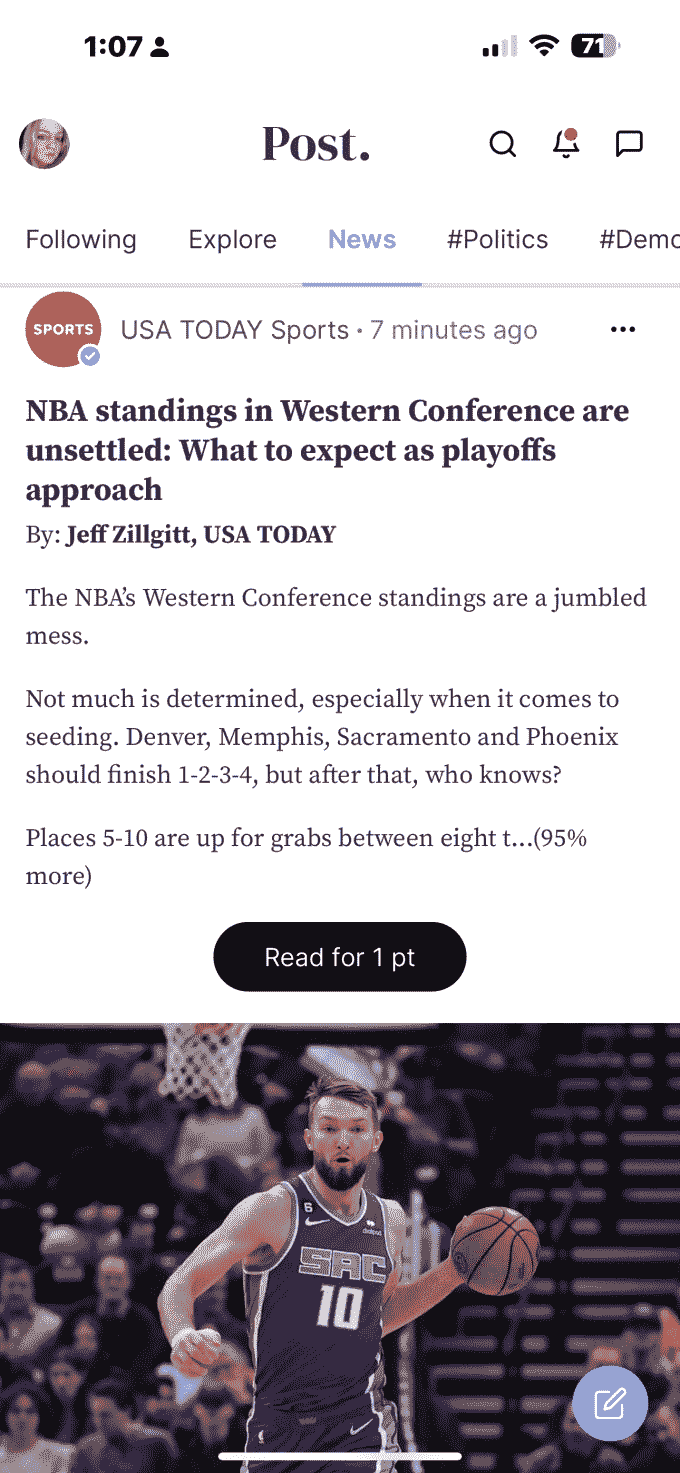 1:07
71
Post.
Following Explore News #Politics #Demo
SPORTS
USA TODAY Sports · 7 minutes ago
NBA standings in Western Conference are
unsettled: What to expect as playoffs
approach
By: Jeff Zillgitt, USA TODAY
The NBA’s Western Conference standings are a jumbled
mess.
Not much is determined, especially when it comes to
seeding. Denver, Memphis, Sacramento and Phoenix
should finish 1-2-3-4, but after that, who knows?
Places 5-10 are up for grabs between eight t...(95%
more)
Read for 1 pt
6
SAC
10